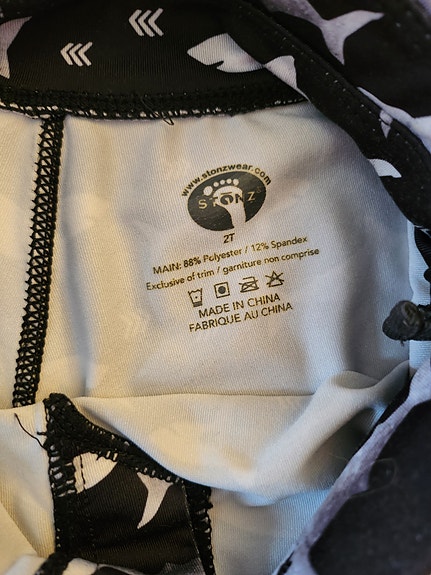 www.stonzwear.com
STONZ
2T
MAIN: 88% Polyester / 12% Spandex
Exclusive of trim / garniture non comprise
MADE IN CHINA
FABRIQUE AU CHINA